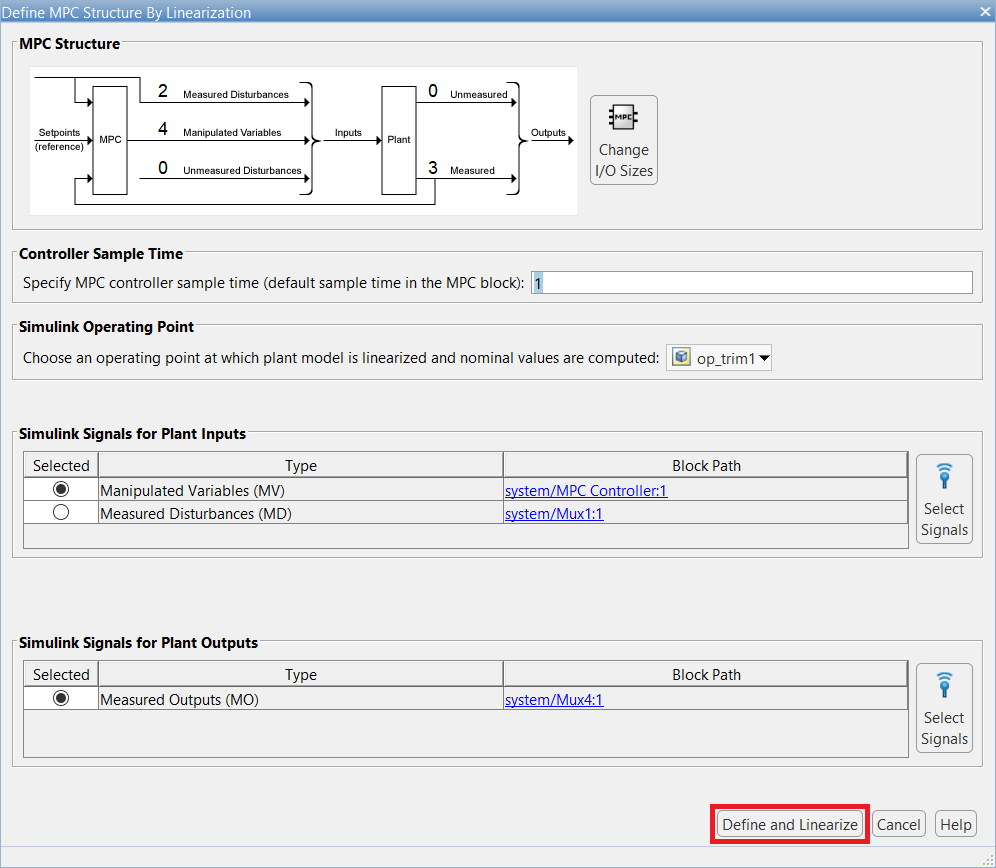 Define MPC Structure By Linearization
MPC Structure
2 Measured Disturbances
0 Unmeasured
Setpoints
(reference)
MPC
4 Manipulated Variables
Inputs
Plant
Outputs
0 Unmeasured Disturbances
3 Measured
MPC
Change
I/O Sizes
Controller Sample Time
Specify MPC controller sample time (default sample time in the MPC block): 1
Simulink Operating Point
Choose an operating point at which plant model is linearized and nominal values are computed: op_trim1
Simulink Signals for Plant Inputs
Selected Type Block Path
Manipulated Variables (MV) system/MPC Controller:1
Measured Disturbances (MD) system/Mux1:1
Select
Signals
Simulink Signals for Plant Outputs
Selected Type Block Path
Measured Outputs (MO) system/Mux4:1
Select
Signals
Define and Linearize Cancel Help